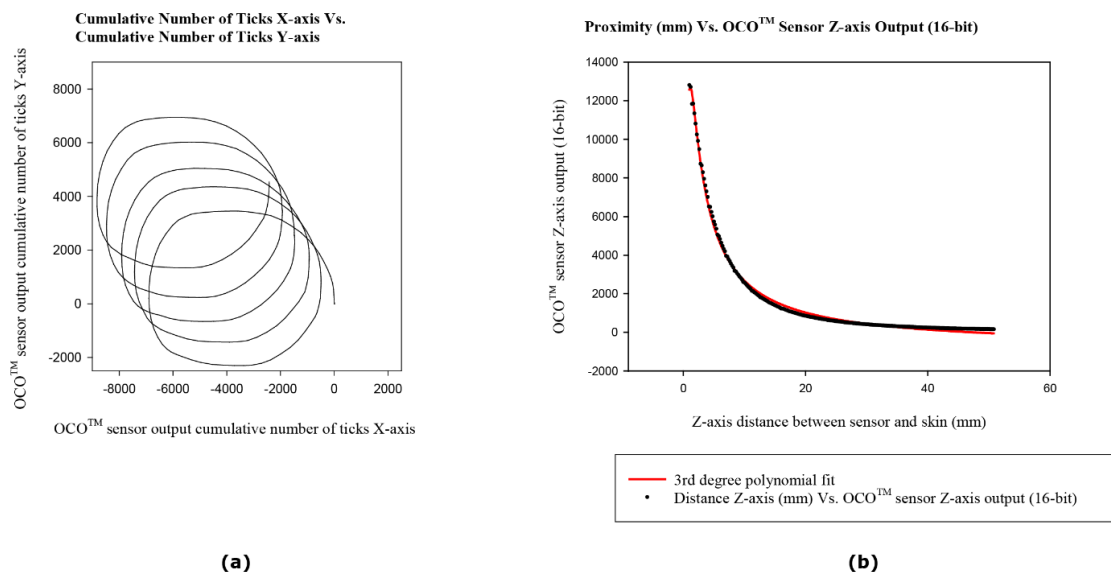 Cumulative Number of Ticks X-axis Vs.
Cumulative Number of Ticks Y-axis
OCO™ sensor output cumulative number of ticks Y-axis
8000
6000
4000
2000
0
-2000
-8000 -6000 -4000 -2000 0 2000
OCO™ sensor output cumulative number of ticks X-axis
(a)
Proximity (mm) Vs. OCO™ Sensor Z-axis Output (16-bit)
OCO™ sensor Z-axis output (16-bit)
14000
12000
10000
8000
6000
4000
2000
0
-2000
0 20 40 60
Z-axis distance between sensor and skin (mm)
3rd degree polynomial fit
Distance Z-axis (mm) Vs. OCO™ sensor Z-axis output (16-bit)
(b)